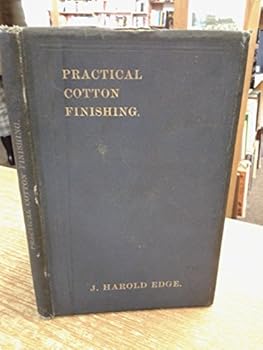 PRACTICAL
COTTON
FINISHING.
J. HAROLD EDGE.
PRACTICAL COTTON FINISHING.